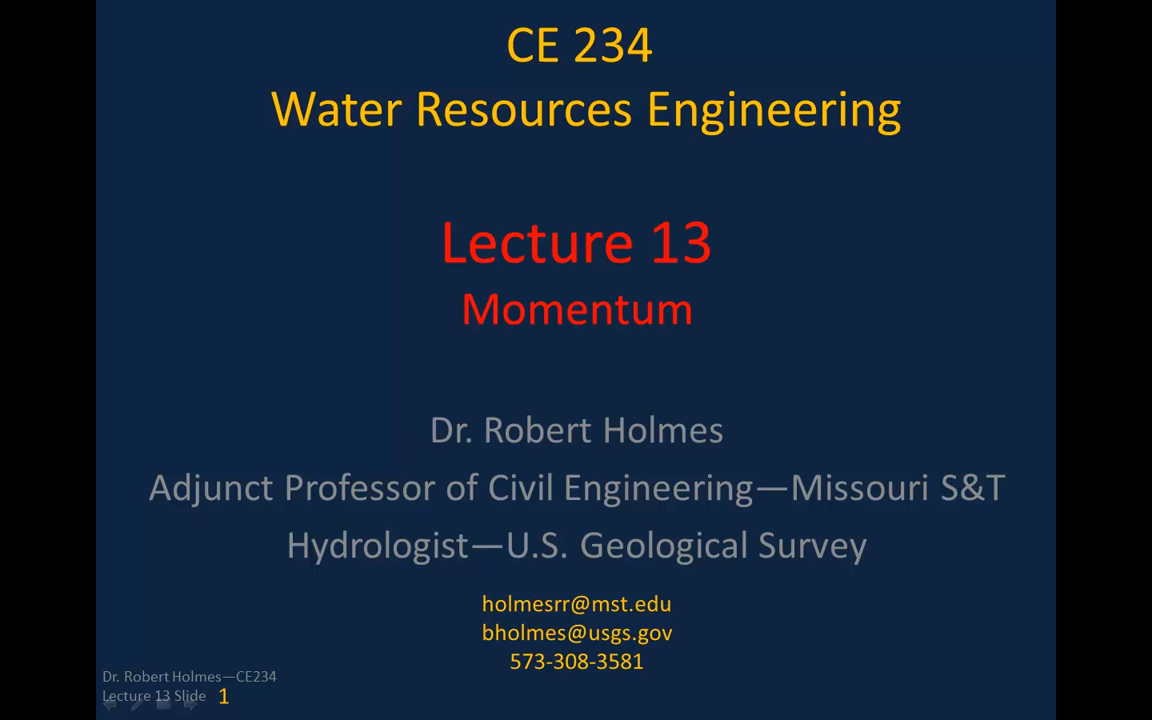 CE 234
Water Resources Engineering
Lecture 13
Momentum
Dr. Robert Holmes
Adjunct Professor of Civil Engineering—Missouri S&T
Hydrologist—U.S. Geological Survey
holmesrr@mst.edu
bholmes@usgs.gov
573-308-3581
Dr. Robert Holmes—CE234
Lecture 13 Slide 1